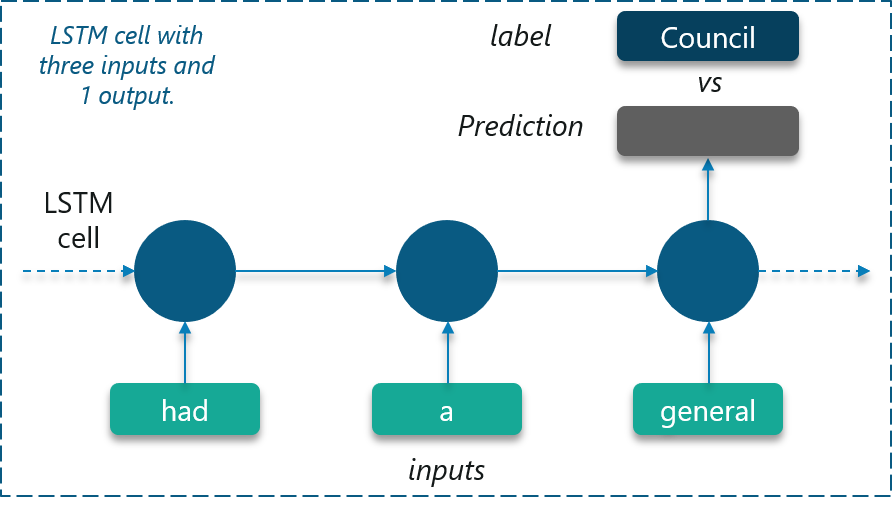 LSTM cell with
three inputs and
1 output.
label
Council
vs
Prediction
LSTM
cell
had
a
general
inputs